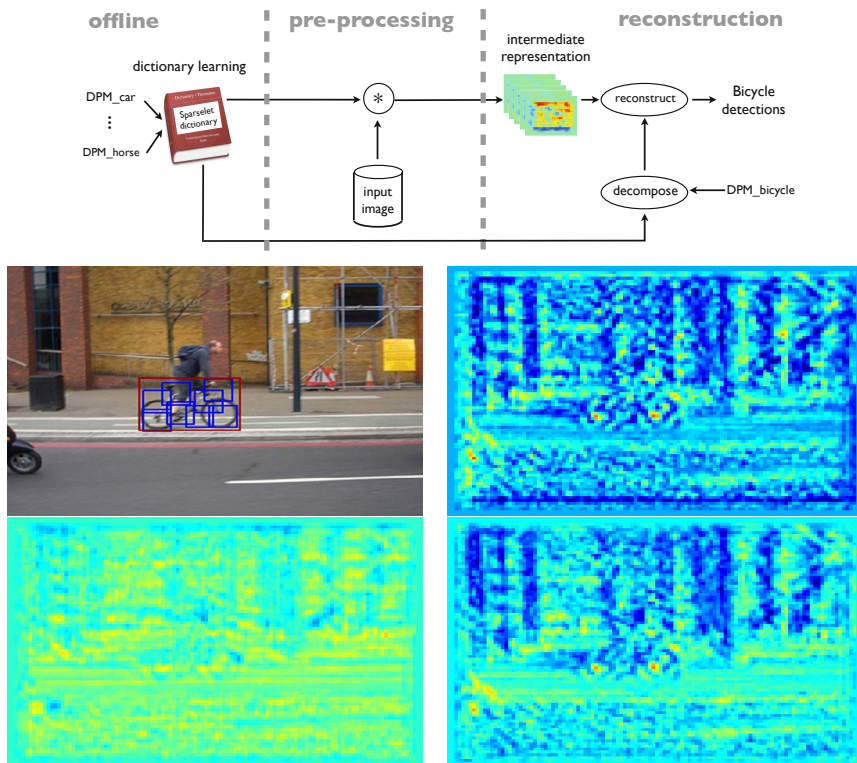 offline
pre-processing
reconstruction
dictionary learning
intermediate
representation
DPM_car
⋮
DPM_horse
Sparselet
dictionary
*
input
image
reconstruct
Bicycle
detections
decompose
DPM_bicycle